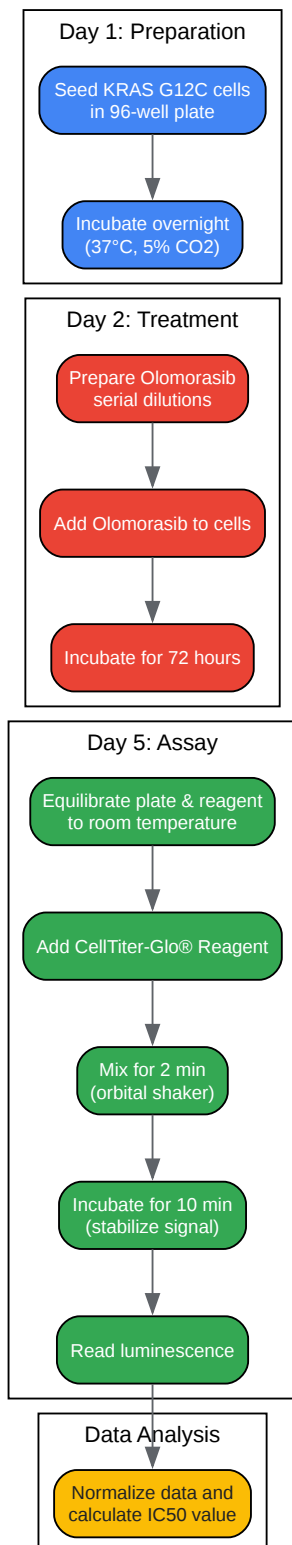 Day 1: Preparation
Seed KRAS G12C cells
in 96-well plate
Incubate overnight
(37°C, 5% CO2)
Day 2: Treatment
Prepare Olomorasib
serial dilutions
Add Olomorasib to cells
Incubate for 72 hours
Day 5: Assay
Equilibrate plate & reagent
to room temperature
Add CellTiter-Glo® Reagent
Mix for 2 min
(orbital shaker)
Incubate for 10 min
(stabilize signal)
Read luminescence
Data Analysis
Normalize data and
calculate IC50 value